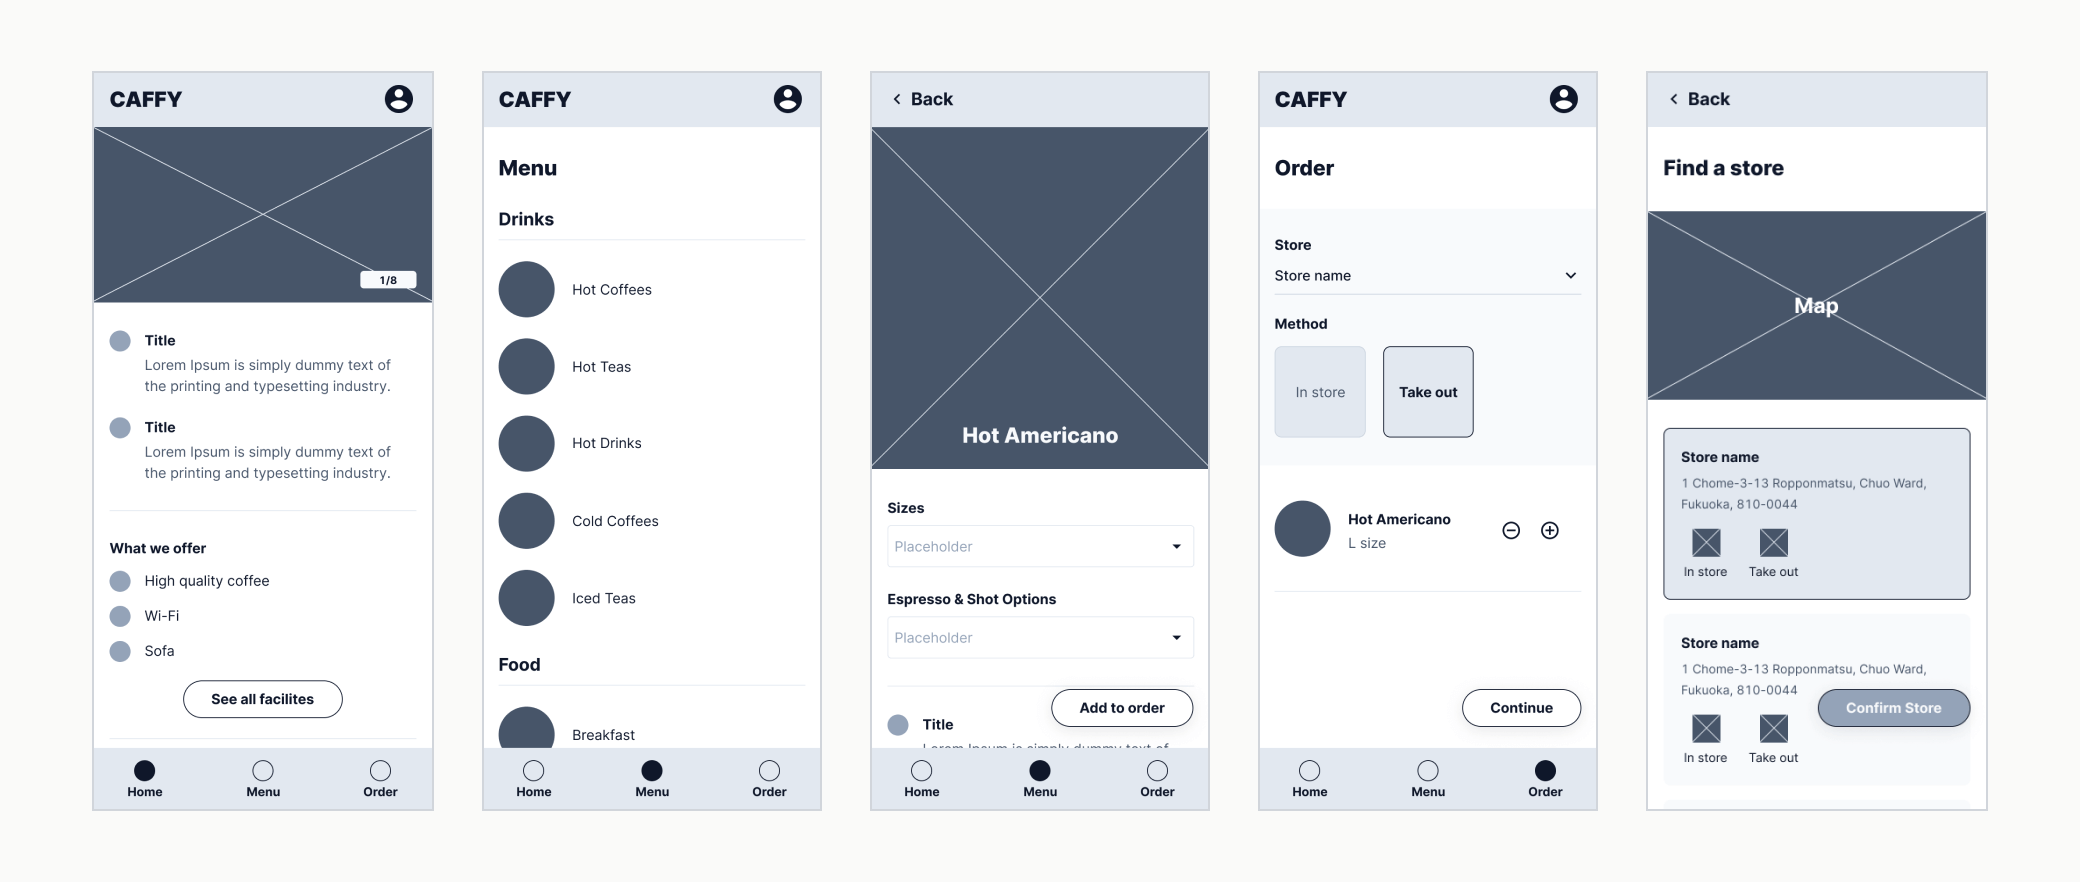 CAFFY
1/8
Title
Lorem Ipsum is simply dummy text of
the printing and typesetting industry.
Title
Lorem Ipsum is simply dummy text of
the printing and typesetting industry.
What we offer
High quality coffee
Wi-Fi
Sofa
See all facilites
Home
Menu
Order
CAFFY
Menu
Drinks
Hot Coffees
Hot Teas
Hot Drinks
Cold Coffees
Iced Teas
Food
Breakfast
Home
Menu
Order
Back
Hot Americano
Sizes
Placeholder
Espresso & Shot Options
Placeholder
Add to order
Title
Lorem Ipsum is simply dummy text of
Home
Menu
Order
CAFFY
Order
Store
Store name
Method
In store
Take out
Hot Americano
L size
Continue
Home
Menu
Order
Back
Find a store
Map
Store name
1 Chome-3-13 Ropponmatsu, Chuo Ward,
Fukuoka, 810-0044
In store
Take out
Store name
1 Chome-3-13 Ropponmatsu, Chuo Ward,
Fukuoka, 810-0044
Confirm Store
In store
Take out